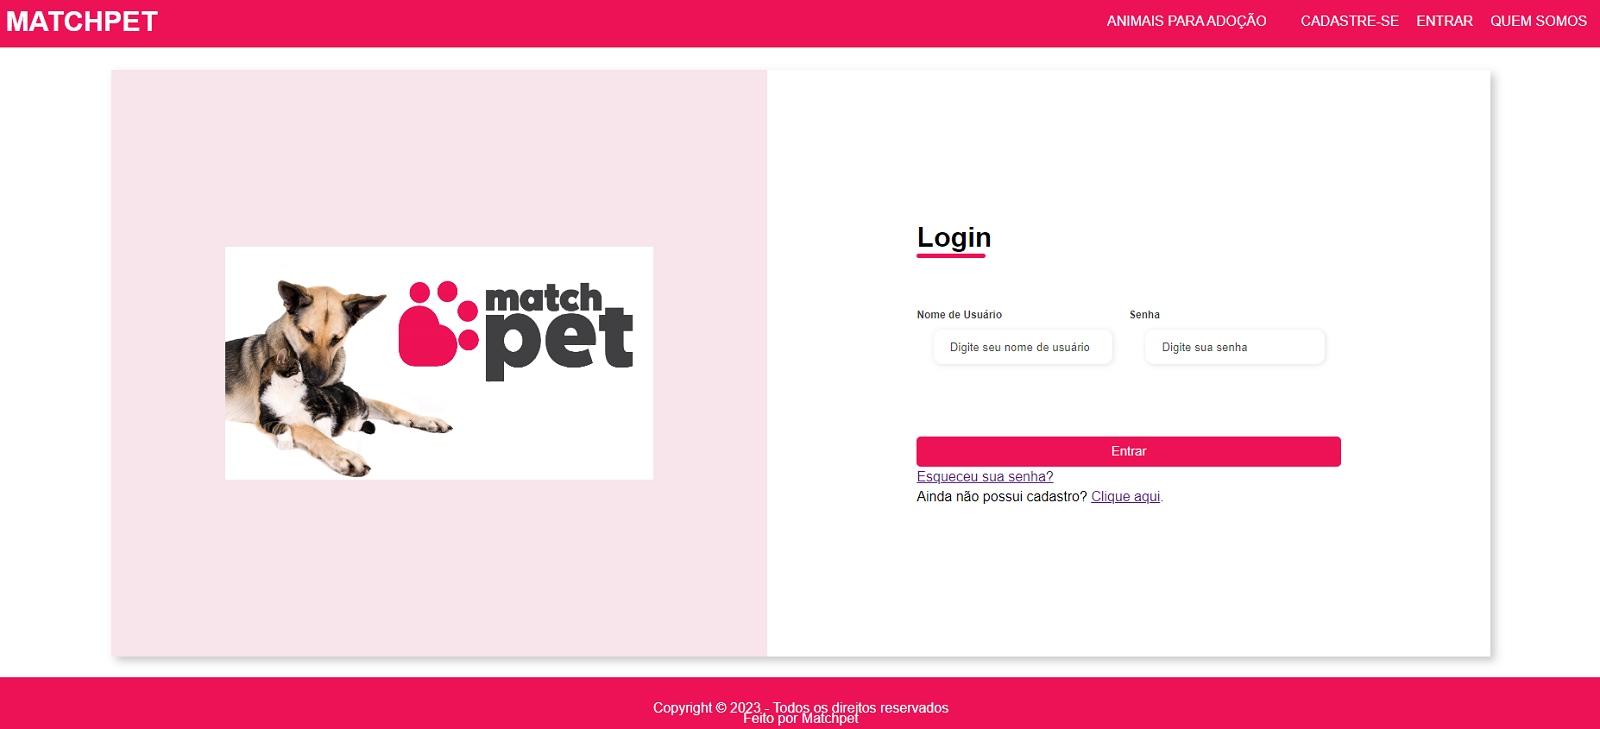 MATCHPET
ANIMAIS PARA ADOÇÃO CADASTRE-SE ENTRAR QUEM SOMOS
match
pet
Login
Nome de Usuário Senha
Digite seu nome de usuário Digite sua senha
Entrar
Esqueceu sua senha?
Ainda não possui cadastro? Clique aqui.
Copyright © 2023 - Todos os direitos reservados
Feito por Matchpet